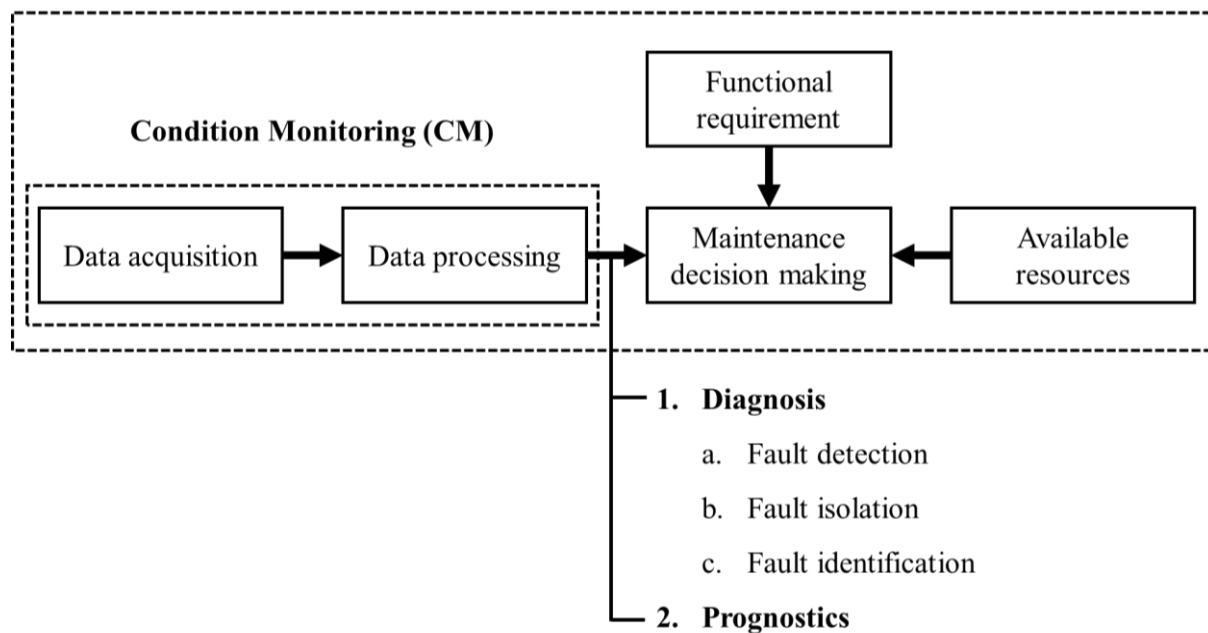 Functional
requirement
Condition Monitoring (CM)
Data acquisition
Data processing
Maintenance
decision making
Available
resources
1. Diagnosis
a. Fault detection
b. Fault isolation
c. Fault identification
2. Prognostics